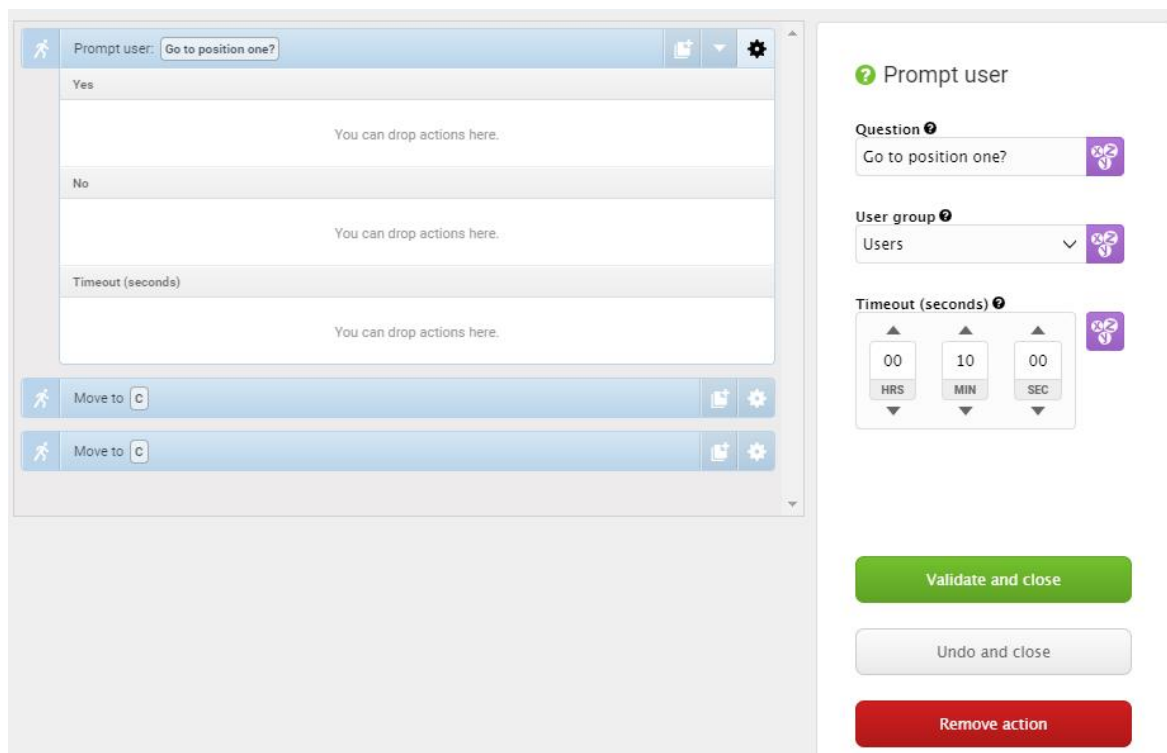 Prompt user: Go to position one?
Yes
You can drop actions here.
No
You can drop actions here.
Timeout (seconds)
You can drop actions here.
Move to C
Move to C
Prompt user
Question
Go to position one?
User group
Users
Timeout (seconds)
00 10 00
HRS MIN SEC
Validate and close
Undo and close
Remove action